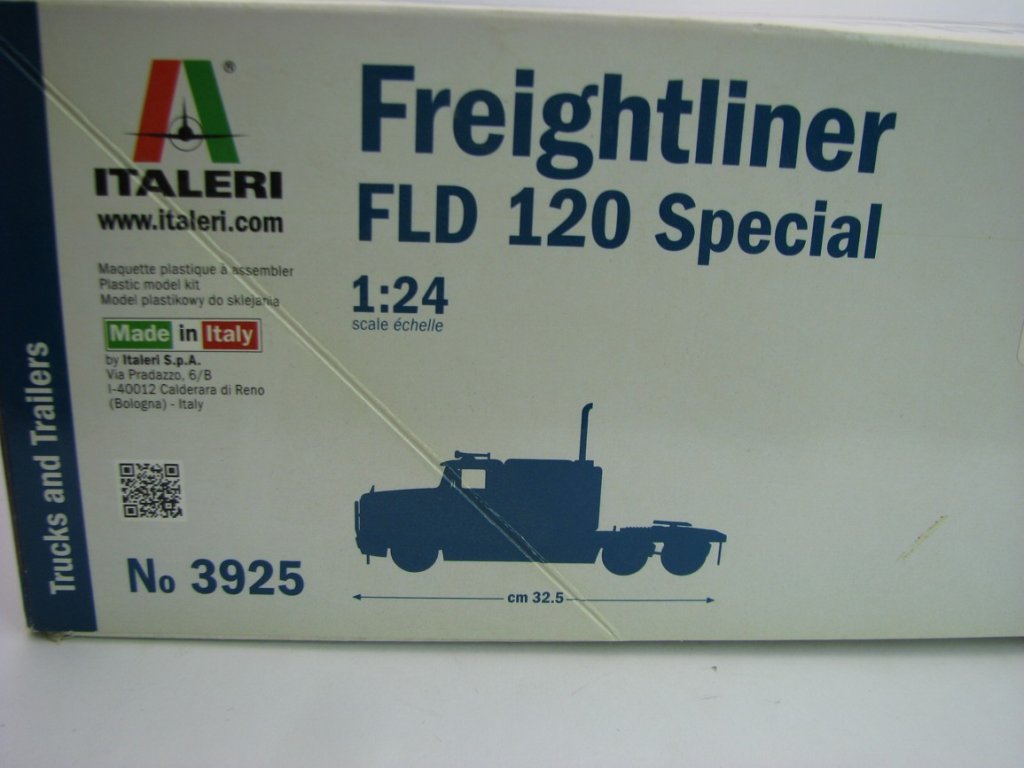 ITALERI
®
www.italeri.com
Maquette plastique à assembler
Plastic model kit
Model plastikowy do sklejania
Made in Italy
by Italeri S.p.A.
Via Pradazzo, 6/B
I-40012 Calderara di Reno
(Bologna) - Italy
No 3925
Trucks and Trailers
Freightliner
FLD 120 Special
1:24
scale échelle
cm 32.5